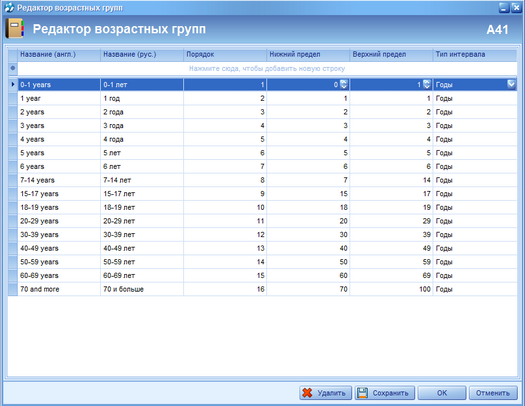 Редактор возрастных групп
Редактор возрастных групп A41
Название (англ.) Название (рус.) Порядок Нижний предел Верхний предел Тип интервала
Нажмите сюда, чтобы добавить новую строку
0-1 years 0-1 лет 1 0 1 Годы
1 year 1 год 2 1 1 Годы
2 years 2 года 3 2 2 Годы
3 years 3 года 4 3 3 Годы
4 years 4 года 5 4 4 Годы
5 years 5 лет 6 5 5 Годы
6 years 6 лет 7 6 6 Годы
7-14 years 7-14 лет 8 7 14 Годы
15-17 years 15-17 лет 9 15 17 Годы
18-19 years 18-19 лет 10 18 19 Годы
20-29 years 20-29 лет 11 20 29 Годы
30-39 years 30-39 лет 12 30 39 Годы
40-49 years 40-49 лет 13 40 49 Годы
50-59 years 50-59 лет 14 50 59 Годы
60-69 years 60-69 лет 15 60 69 Годы
70 and more 70 и больше 16 70 100 Годы
Удалить Сохранить OK Отменить